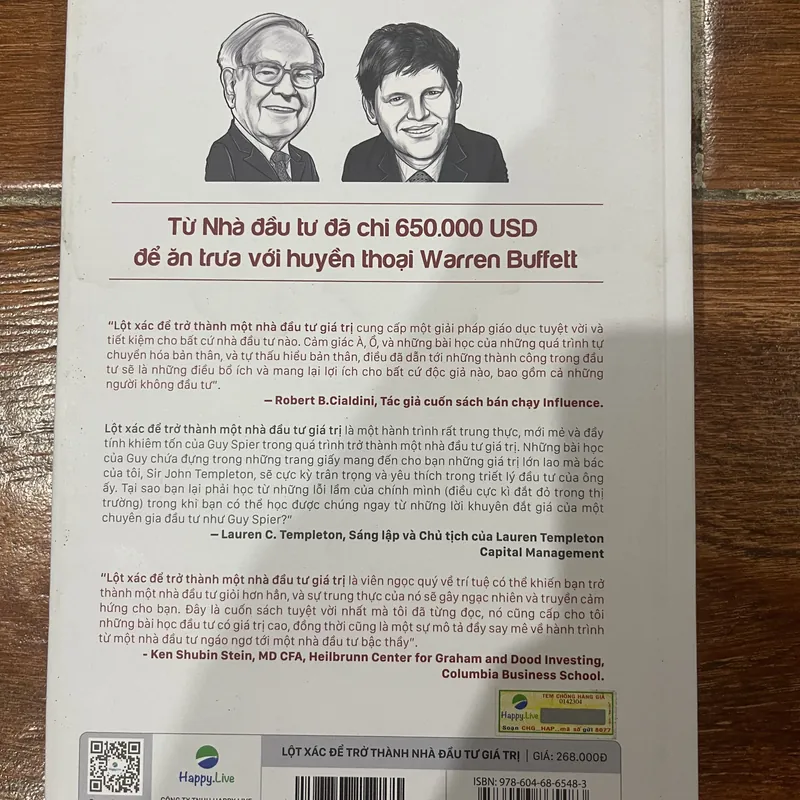 Từ Nhà đầu tư đã chi 650.000 USD
để ăn trưa với huyền thoại Warren Buffett
"Lột xác để trở thành một nhà đầu tư giá trị cung cấp một giải pháp giáo dục tuyệt vời và
tiết kiệm cho bất cứ nhà đầu tư nào. Cảm giác À, Ồ, và những bài học của những quá trình tự
chuyển hóa bản thân, và tự thấu hiểu bản thân, điều đã dẫn tới những thành công trong đầu
tư sẽ là những điều bổ ích và mang lại lợi ích cho bất cứ độc giả nào, bao gồm cả những
người không đầu tư".
– Robert B.Cialdini, Tác giả cuốn sách bán chạy Influence.
Lột xác để trở thành một nhà đầu tư giá trị là một hành trình rất trung thực, mới mẻ và đầy
tính khiêm tốn của Guy Spier trong quá trình trở thành một nhà đầu tư giá trị. Những bài học
của Guy chứa đựng trong những trang giấy mang đến cho bạn những giá trị lớn lao mà bác
của tôi, Sir John Templeton, sẽ cực kỳ trân trọng và yêu thích trong triết lý đầu tư của ông
ấy. Tại sao bạn lại phải học từ những lỗi lầm của chính mình (điều cực kì đắt đỏ trong thị
trường) trong khi bạn có thể học được chúng ngay từ những lời khuyên đắt giá của một
chuyên gia đầu tư như Guy Spier?"
– Lauren C. Templeton, Sáng lập và Chủ tịch của Lauren Templeton
Capital Management
"Lột xác để trở thành một nhà đầu tư giá trị là viên ngọc quý về trí tuệ có thể khiến bạn trở
thành một nhà đầu tư giỏi hơn hẳn, và sự trung thực của nó sẽ gây ngạc nhiên và truyền cảm
hứng cho bạn. Đây là cuốn sách tuyệt vời nhất mà tôi đã từng đọc, nó cũng cấp cho tôi
những bài học đầu tư có giá trị cao, đồng thời cũng là một sự mô tả đầy say mê về hành trình
từ một nhà đầu tư ngáo ngơ tới một nhà đầu tư bậc thầy".
- Ken Shubin Stein, MD CFA, Heilbrunn Center for Graham and Dood Investing,
Columbia Business School.
TEM CHỐNG HÀNG GIẢ
0142304
Happy.Live
Soạn CHG_HAP_mã số gửi 8077
Happy.Live
LỘT XÁC ĐỂ TRỞ THÀNH NHÀ ĐẦU TƯ GIÁ TRỊ | GIÁ: 268.000Đ
ISBN: 978-604-68-6548-3
CÔNG TY TNHH HAPPY LIVE